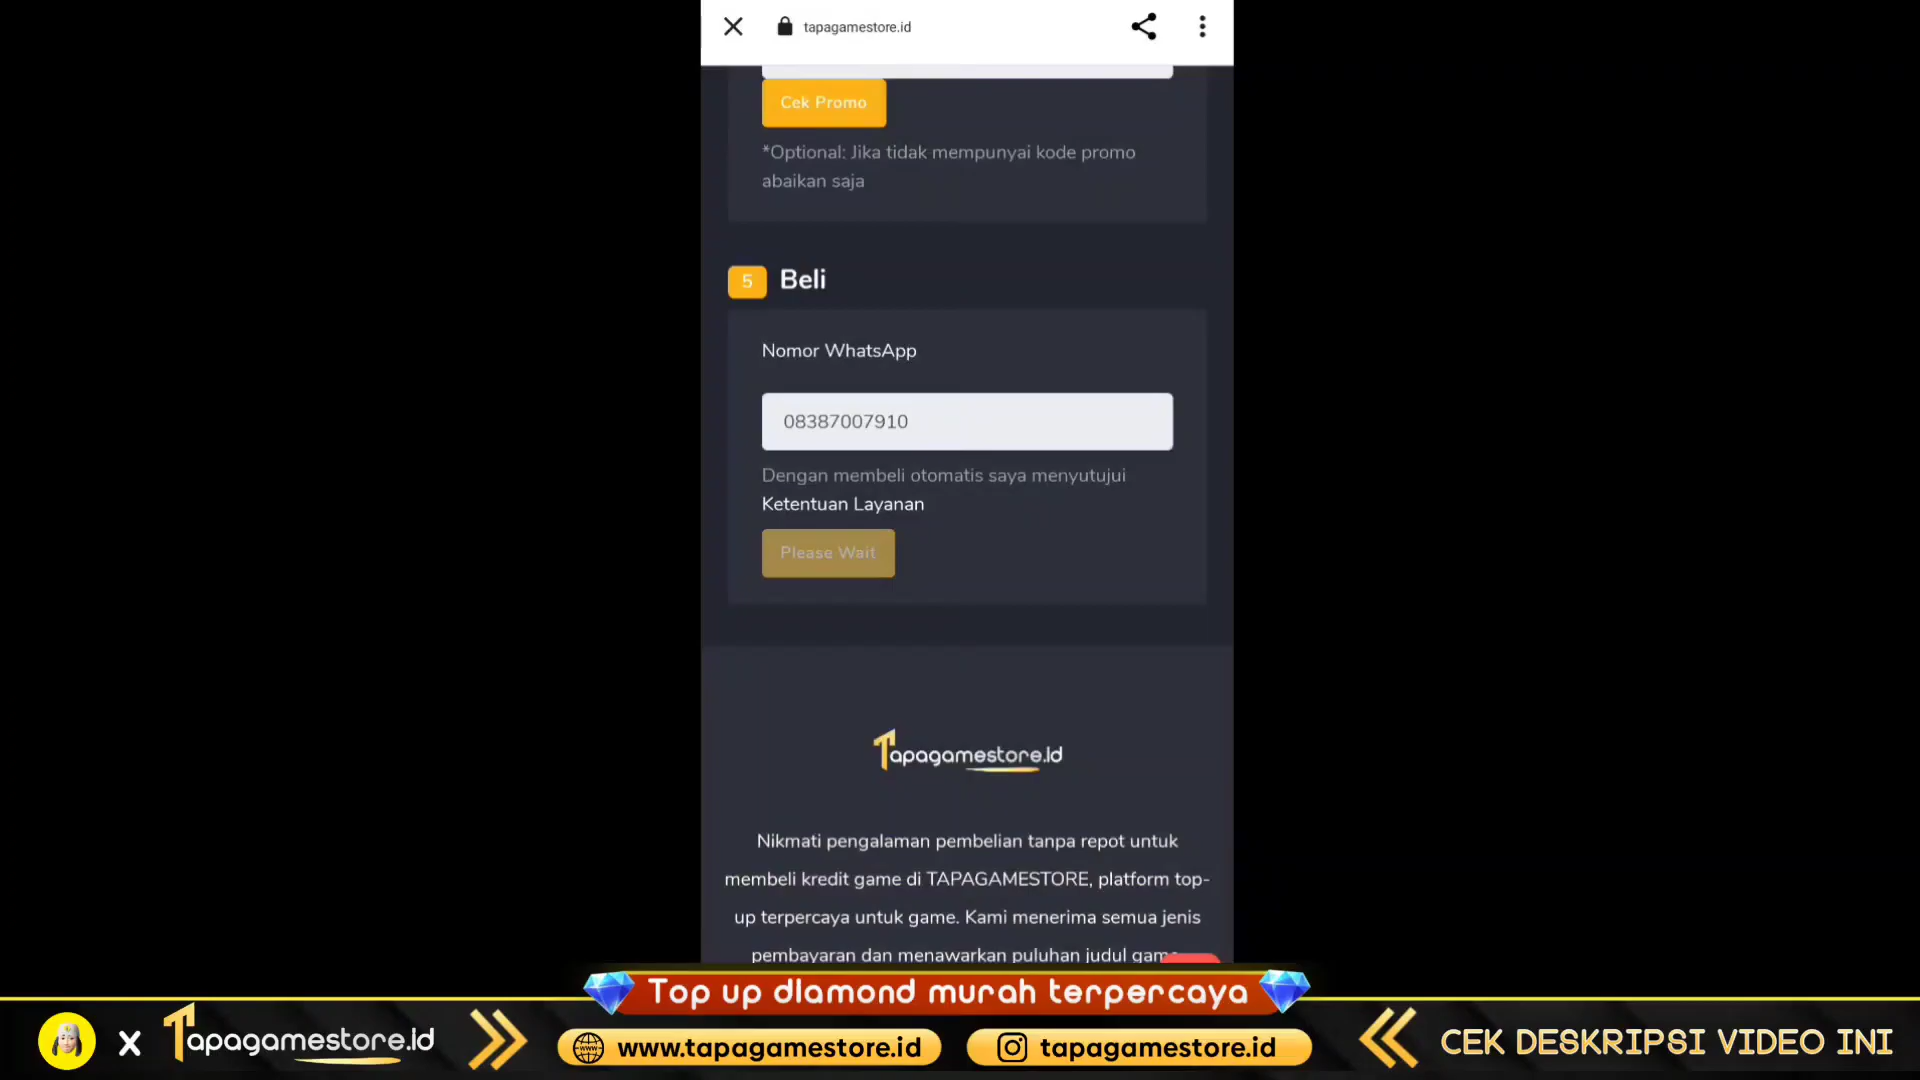 tapagamestore.id
Cek Promo
*Optional: Jika tidak mempunyai kode promo
abaikan saja
5 Beli
Nomor WhatsApp
08387007910
Dengan membeli otomatis saya menyutujui
Ketentuan Layanan
Please Wait
Tapagamestore.id
Nikmati pengalaman pembelian tanpa repot untuk
membeli kredit game di TAPAGAMESTORE, platform top-
up terpercaya untuk game. Kami menerima semua jenis
pembayaran dan menawarkan puluhan judul game
Top up diamond murah terpercaya
X Tapagamestore.id
www.tapagamestore.id
tapagamestore.id
CEK DESKRIPSI VIDEO INI